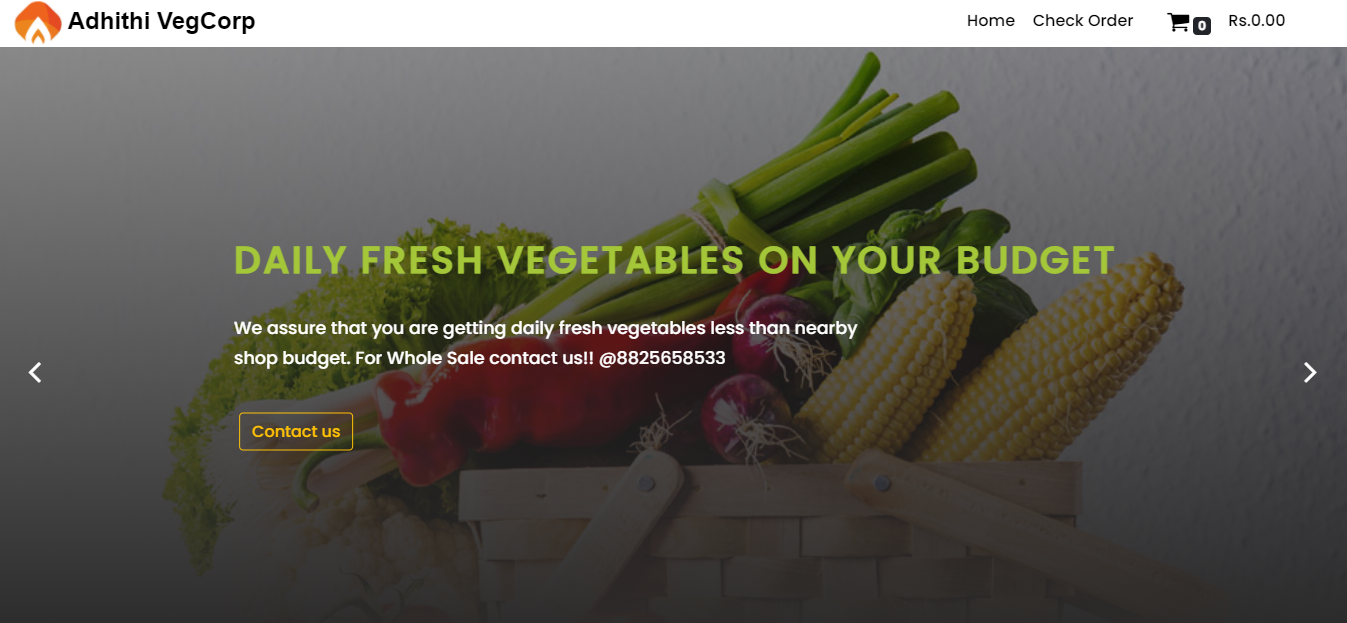 Adhithi VegCorp
Home Check Order 0 Rs.0.00
DAILY FRESH VEGETABLES ON YOUR BUDGET
We assure that you are getting daily fresh vegetables less than nearby
shop budget. For Whole Sale contact us!! @8825658533
Contact us